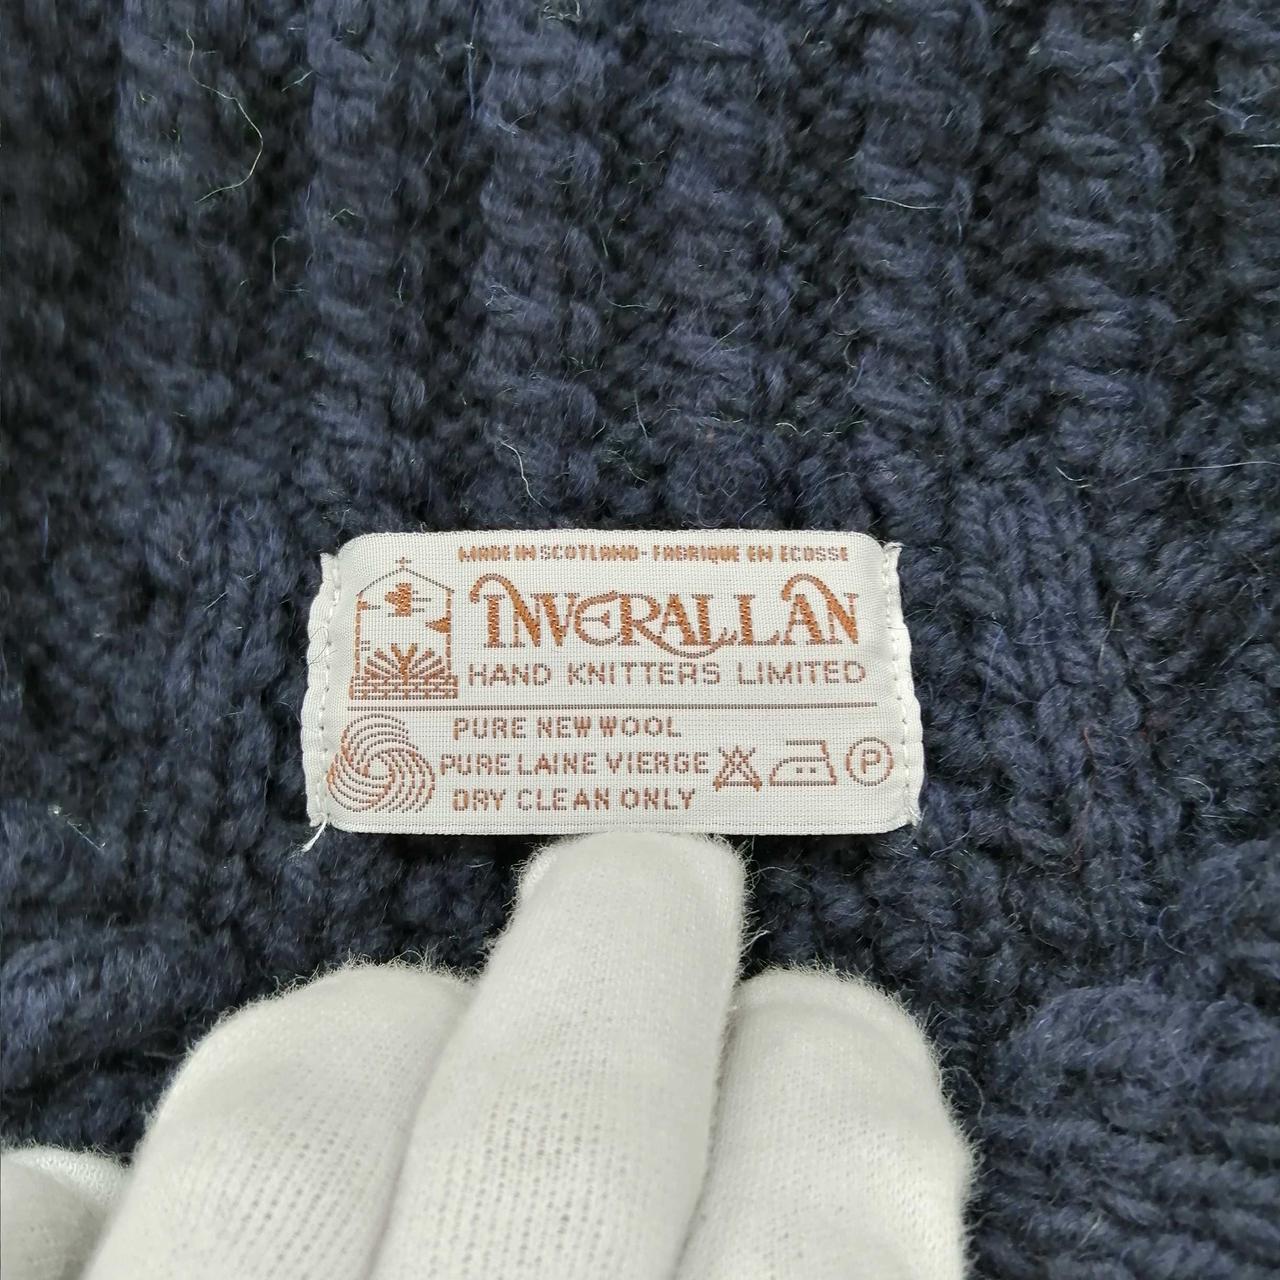 MADE IN SCOTLAND - FABRIQUE EN ECOSSE
INVERALLAN
HAND KNITTERS LIMITED
PURE NEW WOOL
PURE LAINE VIERGE
P
DRY CLEAN ONLY